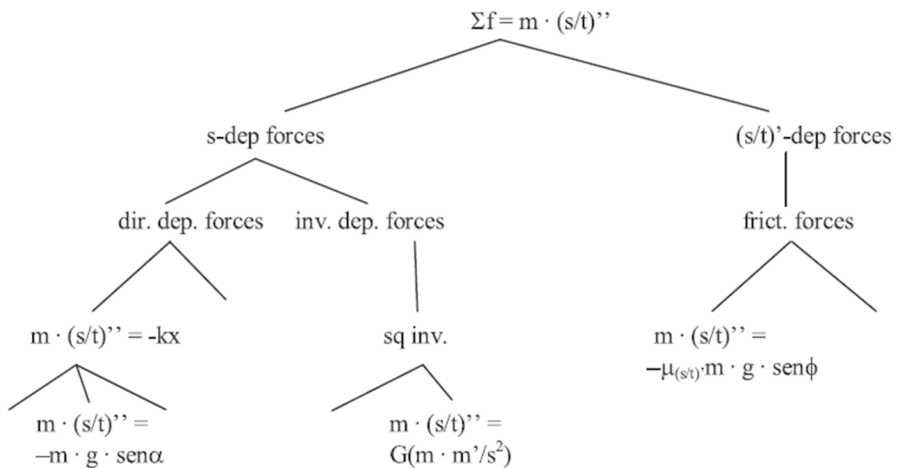 Σf = m · (s/t)’’
s-dep forces
(s/t)’-dep forces
dir. dep. forces
inv. dep. forces
frict. forces
m · (s/t)’’ = -kx
sq inv.
m · (s/t)’’ =
–μ(s/t)’m · g · senϕ
m · (s/t)’’ =
–m · g · senα
m · (s/t)’’ =
G(m · m’/s²)